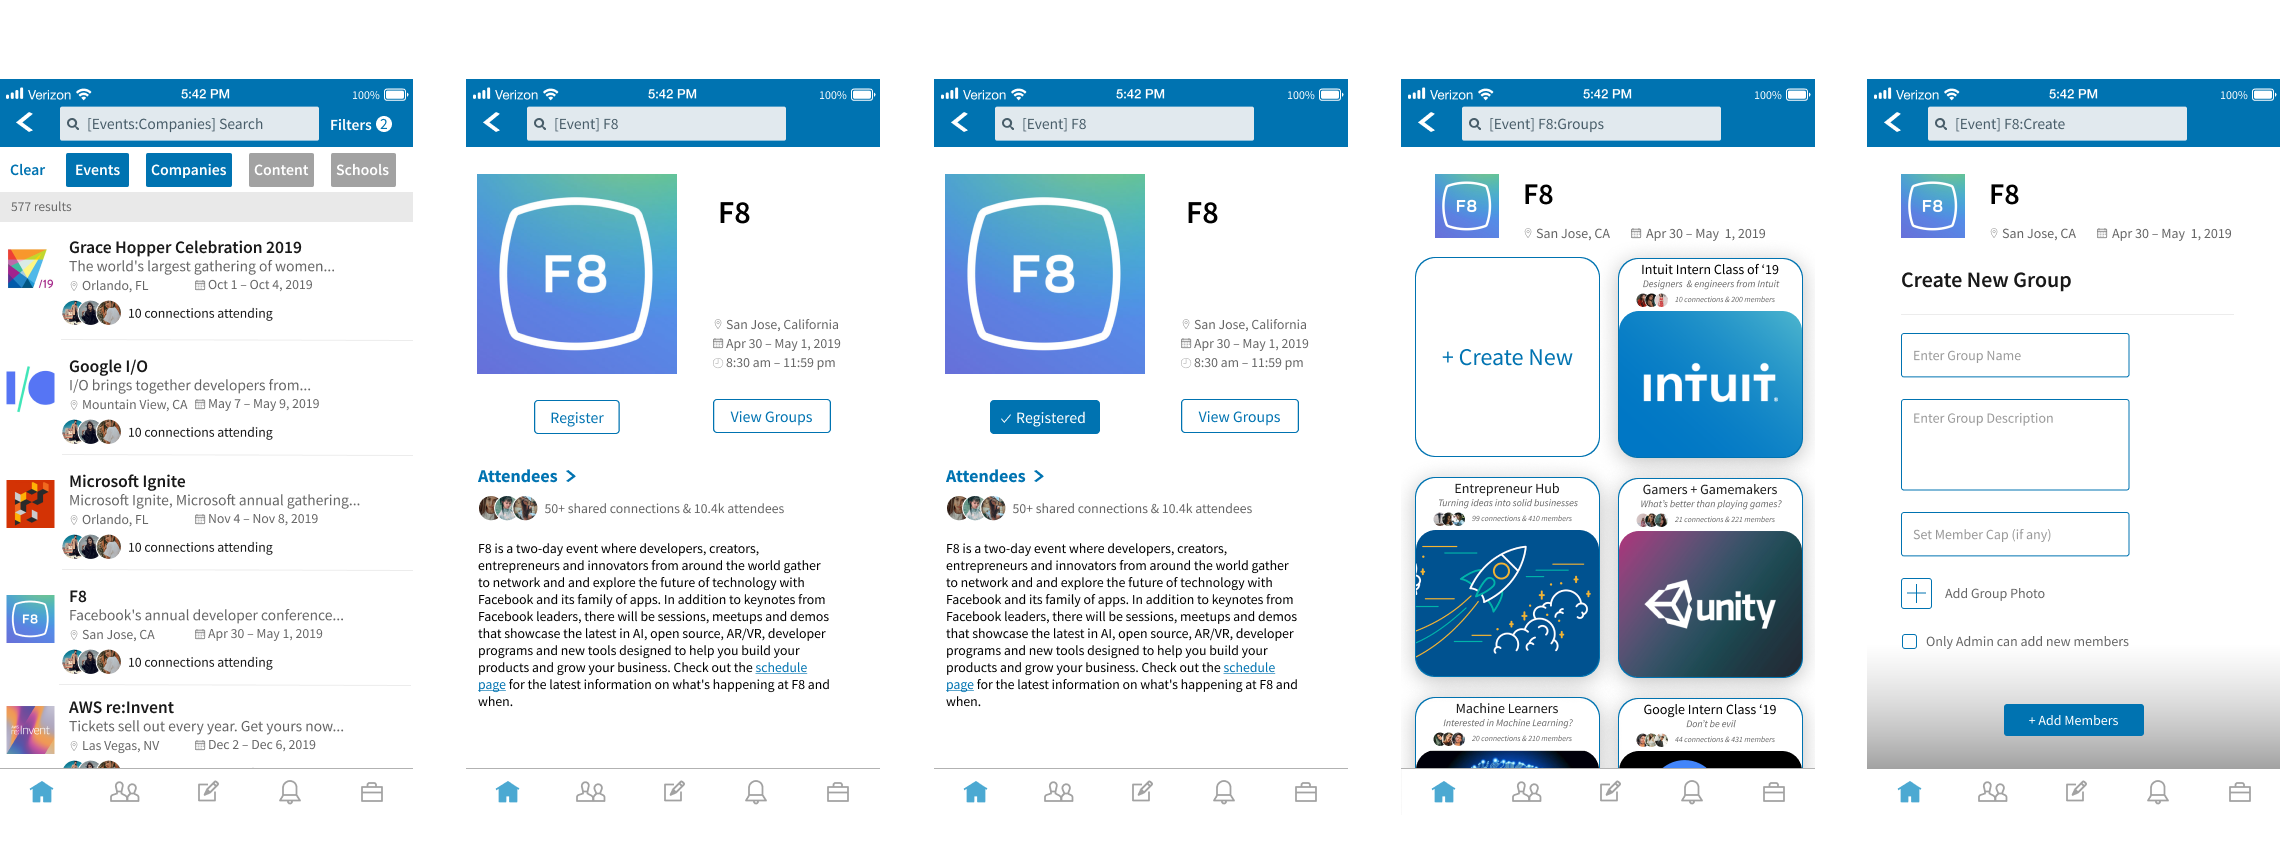 Verizon 5:42 PM 100%
[Events:Companies] Search Filters 2
Clear Events Companies Content Schools
577 results
/19
Grace Hopper Celebration 2019
The world's largest gathering of women...
Orlando, FL Oct 1 – Oct 4, 2019
10 connections attending
I/O
Google I/O
I/O brings together developers from...
Mountain View, CA May 7 – May 9, 2019
10 connections attending
Microsoft Ignite
Microsoft Ignite, Microsoft annual gathering...
Orlando, FL Nov 4 – Nov 8, 2019
10 connections attending
F8
F8
Facebook's annual developer conference...
San Jose, CA Apr 30 – May 1, 2019
10 connections attending
re:Invent
AWS re:Invent
Tickets sell out every year. Get yours now...
Las Vegas, NV Dec 2 – Dec 6, 2019
Verizon 5:42 PM 100%
[Event] F8
F8
F8
San Jose, California
Apr 30 – May 1, 2019
8:30 am – 11:59 pm
Register View Groups
Attendees >
50+ shared connections & 10.4k attendees
F8 is a two-day event where developers, creators,
entrepreneurs and innovators from around the world gather
to network and and explore the future of technology with
Facebook and its family of apps. In addition to keynotes from
Facebook leaders, there will be sessions, meetups and demos
that showcase the latest in AI, open source, AR/VR, developer
programs and new tools designed to help you build your
products and grow your business. Check out the schedule
page for the latest information on what's happening at F8 and
when.
Verizon 5:42 PM 100%
[Event] F8
F8
F8
San Jose, California
Apr 30 – May 1, 2019
8:30 am – 11:59 pm
✓ Registered View Groups
Attendees >
50+ shared connections & 10.4k attendees
F8 is a two-day event where developers, creators,
entrepreneurs and innovators from around the world gather
to network and and explore the future of technology with
Facebook and its family of apps. In addition to keynotes from
Facebook leaders, there will be sessions, meetups and demos
that showcase the latest in AI, open source, AR/VR, developer
programs and new tools designed to help you build your
products and grow your business. Check out the schedule
page for the latest information on what's happening at F8 and
when.
Verizon 5:42 PM 100%
[Event] F8:Groups
F8
F8
San Jose, CA Apr 30 – May 1, 2019
+ Create New
Intuit Intern Class of ‘19
Designers & engineers from Intuit
10 connections & 200 members
intuit.
Entrepreneur Hub
Turning ideas into solid businesses
99 connections & 410 members
Gamers + Gamemakers
What's better than playing games?
21 connections & 221 members
unity
Machine Learners
Interested in Machine Learning?
20 connections & 210 members
Google Intern Class ‘19
Don't be evil
44 connections & 431 members
Verizon 5:42 PM 100%
[Event] F8:Create
F8
F8
San Jose, CA Apr 30 – May 1, 2019
Create New Group
Enter Group Name
Enter Group Description
Set Member Cap (if any)
Add Group Photo
Only Admin can add new members
+ Add Members